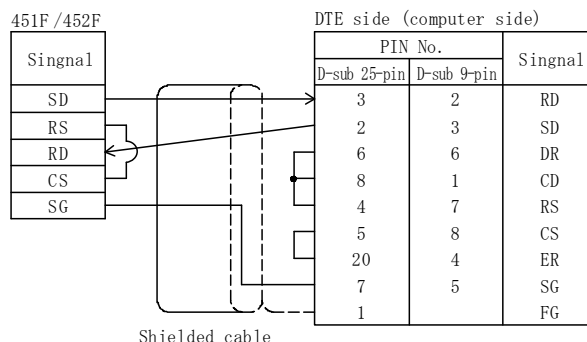 451F/452F
DTE side (computer side)
Singnal
PIN No.
Singnal
D-sub 25-pin D-sub 9-pin
SD
3 2 RD
RS
2 3 SD
RD
6 6 DR
CS
8 1 CD
SG
4 7 RS
5 8 CS
20 4 ER
7 5 SG
1 FG
Shielded cable